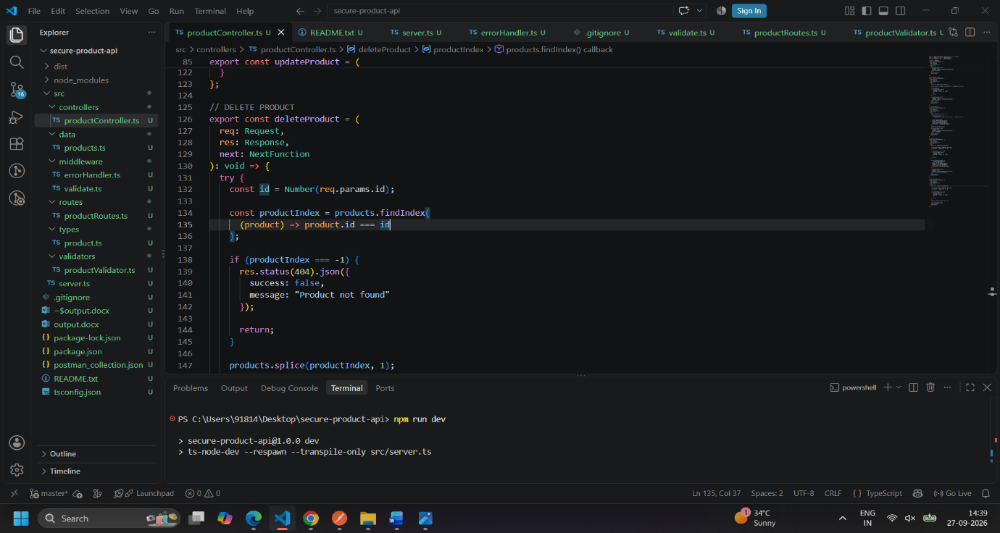 File Edit Selection View Go Run Terminal Help
secure-product-api
Sign In
Explorer
secure-product-api
dist
node_modules
src
controllers
TS productController.ts U
data
TS products.ts U
middleware
TS errorHandler.ts U
TS validate.ts U
routes
TS productRoutes.ts U
types
TS product.ts U
validators
TS productValidator.ts U
TS server.ts U
.gitignore U
~$output.docx U
output.docx U
{} package-lock.json U
{} package.json U
{} postman_collection.json U
README.txt U
tsconfig.json U
Outline
Timeline
16
TS productController.ts U
README.txt U
TS server.ts U
TS errorHandler.ts U
.gitignore U
TS validate.ts U
TS productRoutes.ts U
TS productValidator.ts
src > controllers > TS productController.ts > deleteProduct > productIndex > products.findIndex() callback
85 export const updateProduct = (
122 }
123 };
124
125 // DELETE PRODUCT
126 export const deleteProduct = (
127 req: Request,
128 res: Response,
129 next: NextFunction
130 ): void => {
131 try {
132 const id = Number(req.params.id);
133
134 const productIndex = products.findIndex(
135 (product) => product.id === id
136 );
137
138 if (productIndex === -1) {
139 res.status(404).json({
140 success: false,
141 message: "Product not found"
142 });
143
144 return;
145 }
146
147 products.splice(productIndex, 1);
Problems Output Debug Console Terminal Ports
powershell
PS C:\Users\91814\Desktop\secure-product-api> npm run dev
> secure-product-api@1.0.0 dev
> ts-node-dev --respawn --transpile-only src/server.ts
master* Launchpad 0 0
Ln 135, Col 37 Spaces: 2 UTF-8 CRLF {} TypeScript Go Live
Search
1
34°C
Sunny
ENG
IN
14:39
27-09-2026